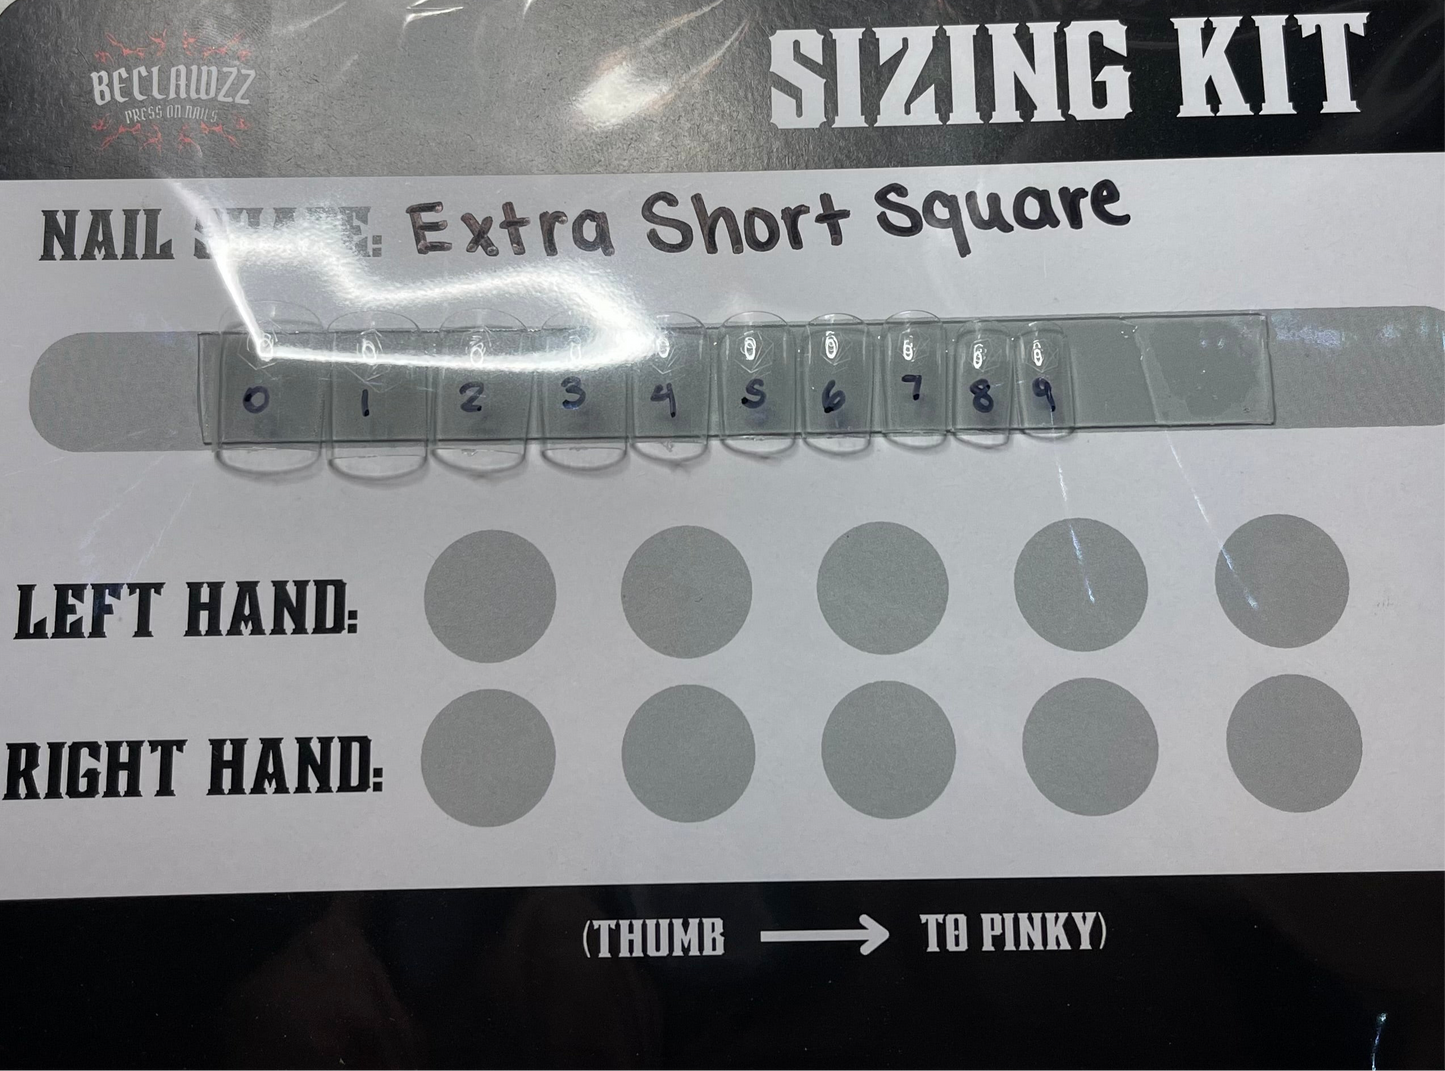 BECLAWZZ
PRESS ON NAILS
SIZING KIT
NAIL SHAPE: Extra Short Square
0 1 2 3 4 5 6 7 8 9
LEFT HAND:
RIGHT HAND:
(THUMB → TO PINKY)